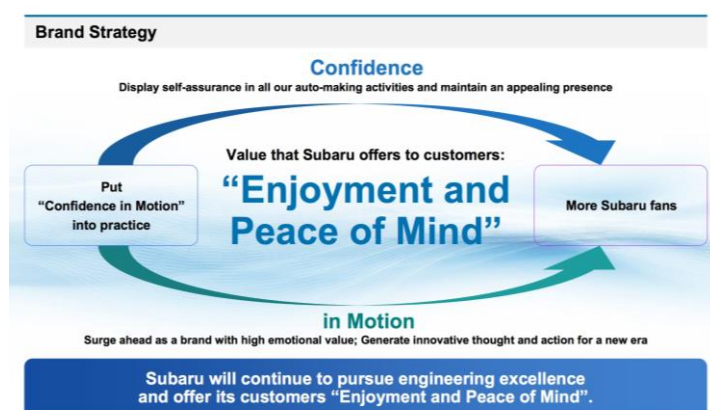 Brand Strategy
Confidence
Display self-assurance in all our auto-making activities and maintain an appealing presence
Value that Subaru offers to customers:
“Enjoyment and
Peace of Mind”
Put
“Confidence in Motion”
into practice
More Subaru fans
in Motion
Surge ahead as a brand with high emotional value; Generate innovative thought and action for a new era
Subaru will continue to pursue engineering excellence
and offer its customers “Enjoyment and Peace of Mind”.